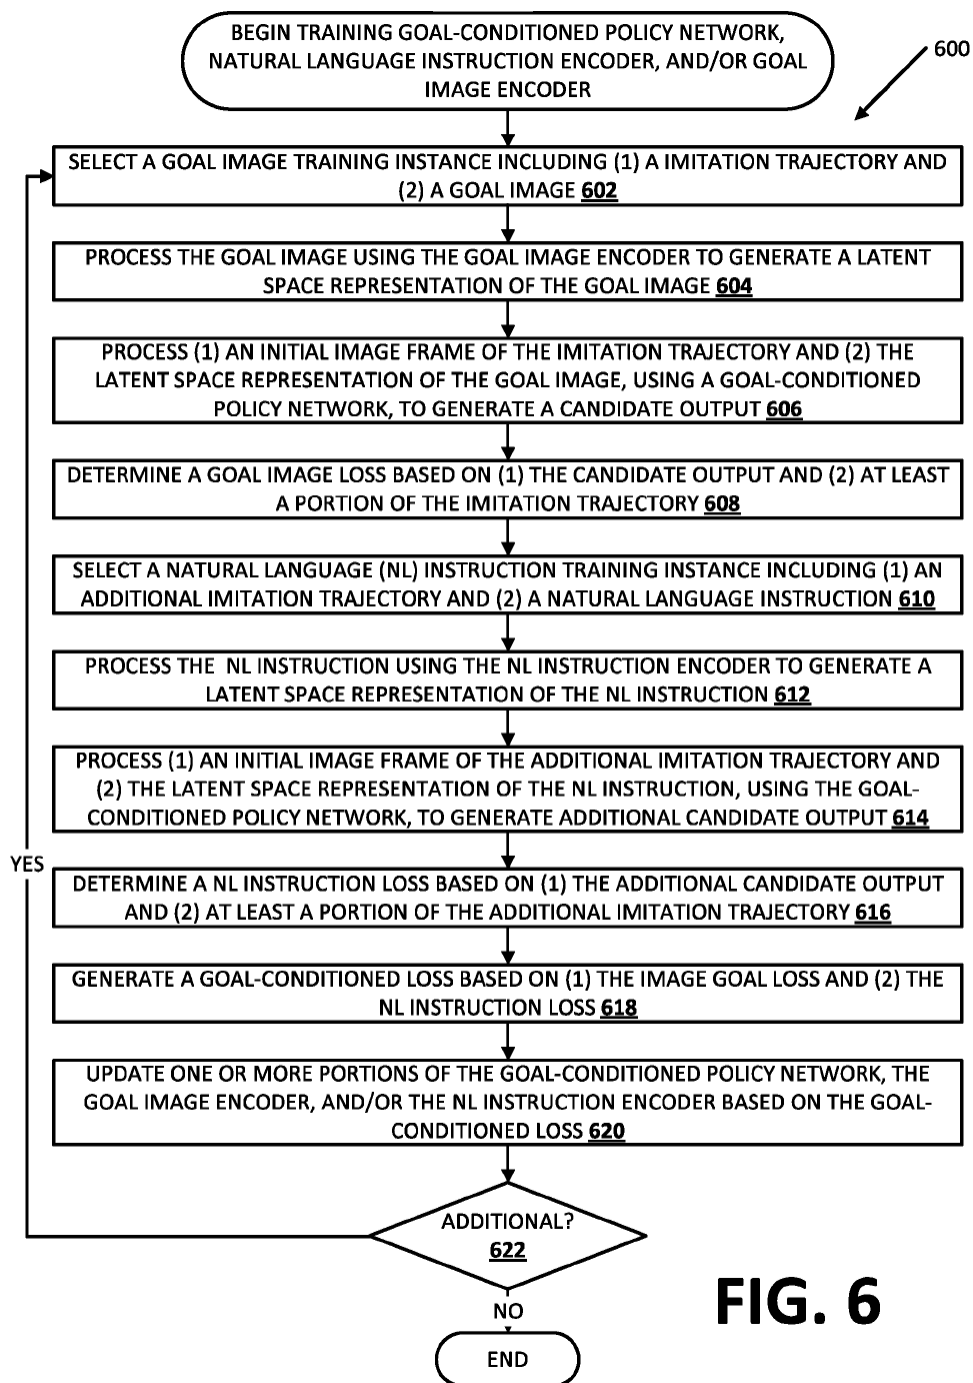 BEGIN TRAINING GOAL-CONDITIONED POLICY NETWORK,
NATURAL LANGUAGE INSTRUCTION ENCODER, AND/OR GOAL
IMAGE ENCODER
600
SELECT A GOAL IMAGE TRAINING INSTANCE INCLUDING (1) A IMITATION TRAJECTORY AND
(2) A GOAL IMAGE 602
PROCESS THE GOAL IMAGE USING THE GOAL IMAGE ENCODER TO GENERATE A LATENT
SPACE REPRESENTATION OF THE GOAL IMAGE 604
PROCESS (1) AN INITIAL IMAGE FRAME OF THE IMITATION TRAJECTORY AND (2) THE
LATENT SPACE REPRESENTATION OF THE GOAL IMAGE, USING A GOAL-CONDITIONED
POLICY NETWORK, TO GENERATE A CANDIDATE OUTPUT 606
DETERMINE A GOAL IMAGE LOSS BASED ON (1) THE CANDIDATE OUTPUT AND (2) AT LEAST
A PORTION OF THE IMITATION TRAJECTORY 608
SELECT A NATURAL LANGUAGE (NL) INSTRUCTION TRAINING INSTANCE INCLUDING (1) AN
ADDITIONAL IMITATION TRAJECTORY AND (2) A NATURAL LANGUAGE INSTRUCTION 610
PROCESS THE NL INSTRUCTION USING THE NL INSTRUCTION ENCODER TO GENERATE A
LATENT SPACE REPRESENTATION OF THE NL INSTRUCTION 612
PROCESS (1) AN INITIAL IMAGE FRAME OF THE ADDITIONAL IMITATION TRAJECTORY AND
(2) THE LATENT SPACE REPRESENTATION OF THE NL INSTRUCTION, USING THE GOAL-
CONDITIONED POLICY NETWORK, TO GENERATE ADDITIONAL CANDIDATE OUTPUT 614
YES
DETERMINE A NL INSTRUCTION LOSS BASED ON (1) THE ADDITIONAL CANDIDATE OUTPUT
AND (2) AT LEAST A PORTION OF THE ADDITIONAL IMITATION TRAJECTORY 616
GENERATE A GOAL-CONDITIONED LOSS BASED ON (1) THE IMAGE GOAL LOSS AND (2) THE
NL INSTRUCTION LOSS 618
UPDATE ONE OR MORE PORTIONS OF THE GOAL-CONDITIONED POLICY NETWORK, THE
GOAL IMAGE ENCODER, AND/OR THE NL INSTRUCTION ENCODER BASED ON THE GOAL-
CONDITIONED LOSS 620
ADDITIONAL?
622
NO
END
FIG. 6